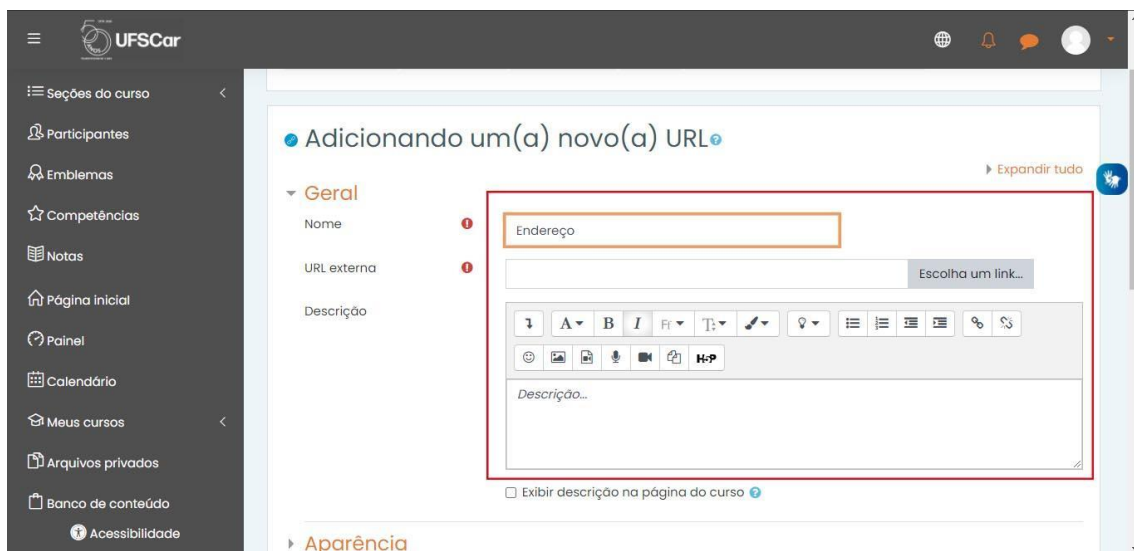 UFSCar
Seções do curso
Participantes
Emblemas
Competências
Notas
Página inicial
Painel
Calendário
Meus cursos
Arquivos privados
Banco de conteúdo
Acessibilidade
Adicionando um(a) novo(a) URL
Expandir tudo
Geral
Nome
Endereço
URL externa
Escolha um link...
Descrição
A B I Ff T
H-P
Descrição...
Exibir descrição na página do curso
Aparência